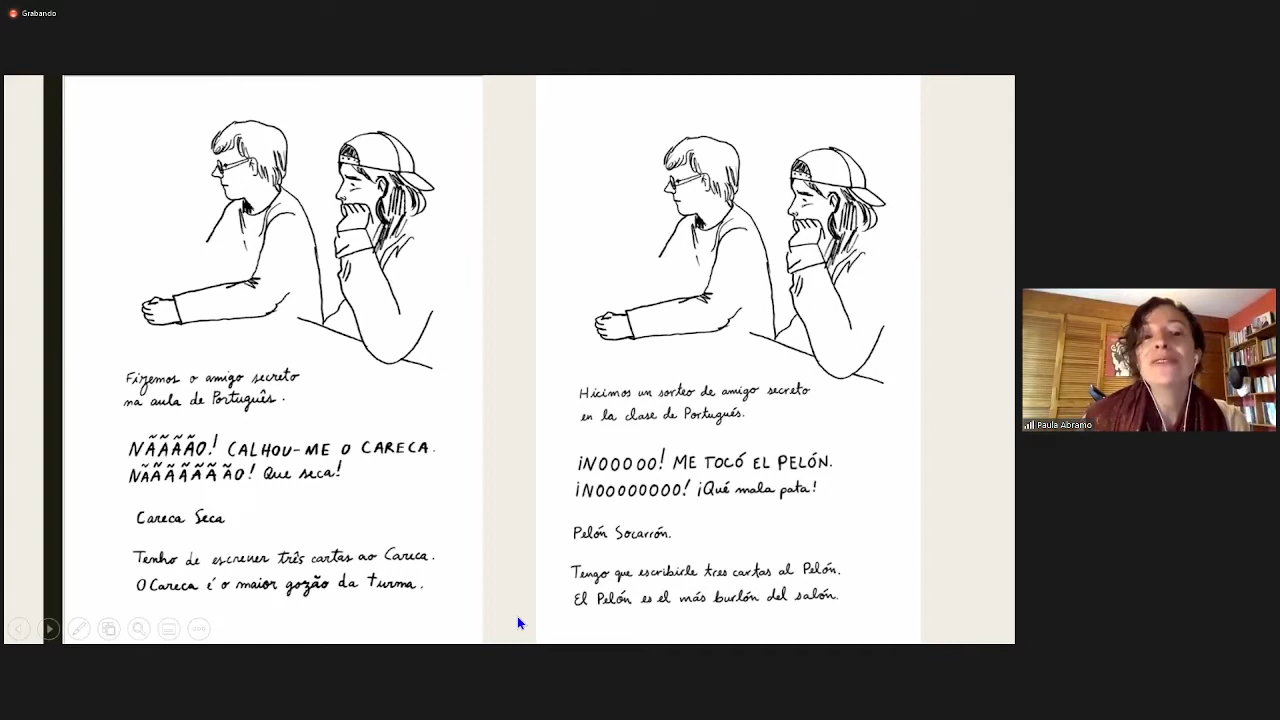 Grabando
Fizemos o amigo secreto
na aula de Português.
NÃÃÃÃO! CALHOU-ME O CARECA.
NÃÃÃÃÃÃÃO! Que seca!
Careca Seca
Tenho de escrever três cartas ao Careca.
O Careca é o maior gozão da turma.
Hicimos un sorteo de amigo secreto
en la clase de Portugués.
¡NOOOOO! ME TOCÓ EL PELÓN.
¡NOOOOOOOO! ¡Qué mala pata!
Pelón Socarrón.
Tengo que escribirle tres cartas al Pelón.
El Pelón es el más burlón del salón.
Paula Abramo